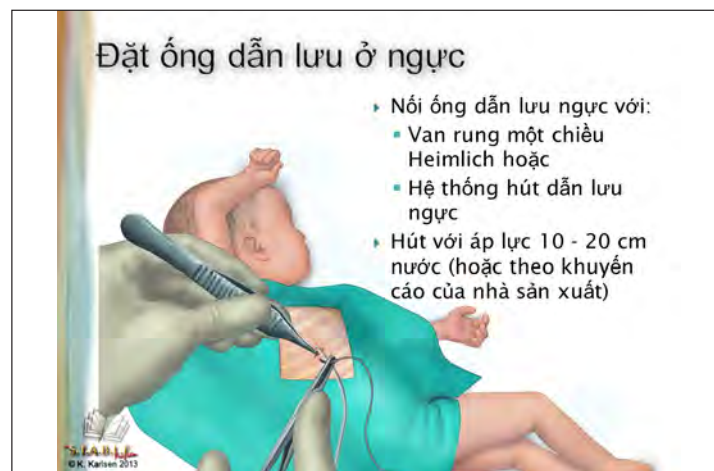 Đặt ống dẫn lưu ở ngực
Nối ống dẫn lưu ngực với:
Van rung một chiều
Heimlich hoặc
Hệ thống hút dẫn lưu
ngực
Hút với áp lực 10 - 20 cm
nước (hoặc theo khuyến
cáo của nhà sản xuất)
S.T.A.B.L.E.
© K. Karlsen 2013